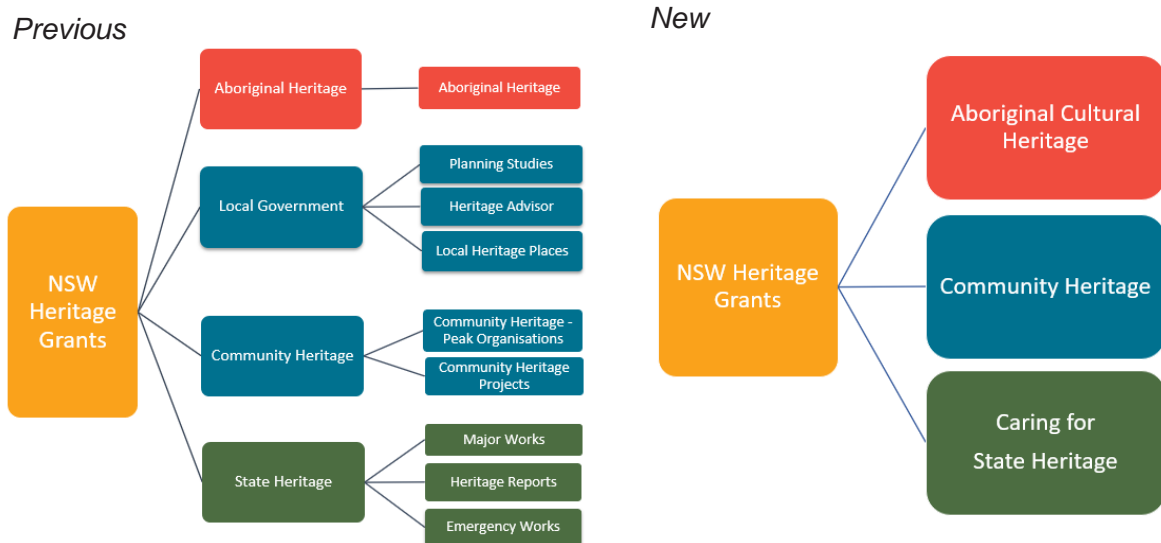 Previous
NSW
Heritage
Grants
Aboriginal Heritage
Aboriginal Heritage
Local Government
Planning Studies
Heritage Advisor
Local Heritage Places
Community Heritage
Community Heritage -
Peak Organisations
Community Heritage
Projects
State Heritage
Major Works
Heritage Reports
Emergency Works
New
NSW Heritage
Grants
Aboriginal Cultural
Heritage
Community Heritage
Caring for
State Heritage